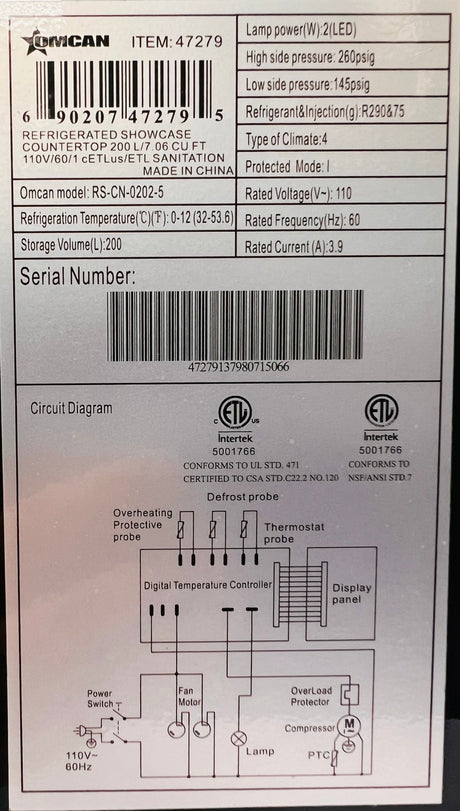 OMCAN ITEM: 47279
6 90207 47279 5
REFRIGERATED SHOWCASE
COUNTERTOP 200 L/7.06 CU FT
110V/60/1 cETLus/ETL SANITATION
MADE IN CHINA
Omcan model: RS-CN-0202-5
Refrigeration Temperature(℃)(℉): 0-12 (32-53.6)
Storage Volume(L):200
Lamp power(W):2(LED)
High side pressure: 260psig
Low side pressure:145psig
Refrigerant&Injection(g):R290&75
Type of Climate:4
Protected Mode: I
Rated Voltage(V~): 110
Rated Frequency(Hz): 60
Rated Current (A):3.9
Serial Number:
47279137980715066
Circuit Diagram
C ETL US
Intertek
5001766
CONFORMS TO UL STD. 471
CERTIFIED TO CSA STD.C22.2 NO.120
ETL
Intertek
5001766
CONFORMS TO
NSF/ANSI STD.7
Defrost probe
Overheating
Protective
probe
Thermostat
probe
Digital Temperature Controller
Display
panel
Power
Switch
Fan
Motor
OverLoad
Protector
Compressor
M
1~
Lamp
PTC
110V~
60Hz